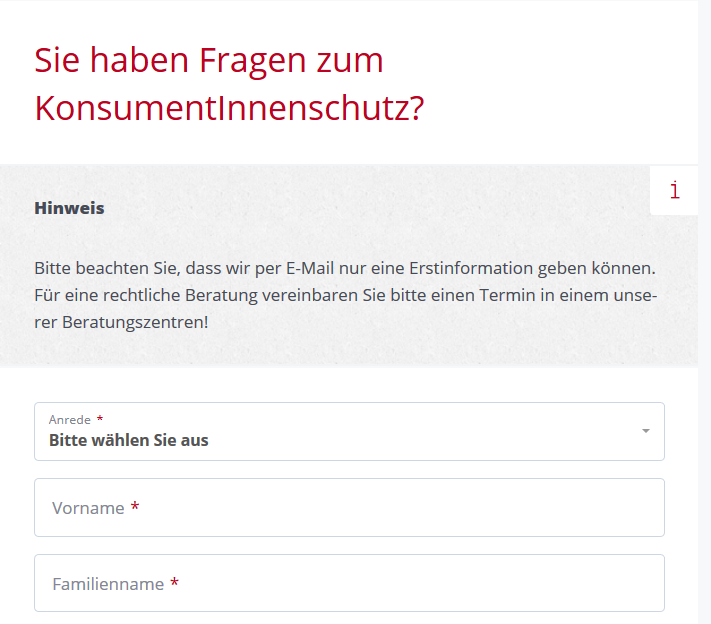 Sie haben Fragen zum
KonsumentInnenschutz?
i
Hinweis
Bitte beachten Sie, dass wir per E-Mail nur eine Erstinformation geben können.
Für eine rechtliche Beratung vereinbaren Sie bitte einen Termin in einem unse-
rer Beratungszentren!
Anrede *
Bitte wählen Sie aus
Vorname *
Familienname *